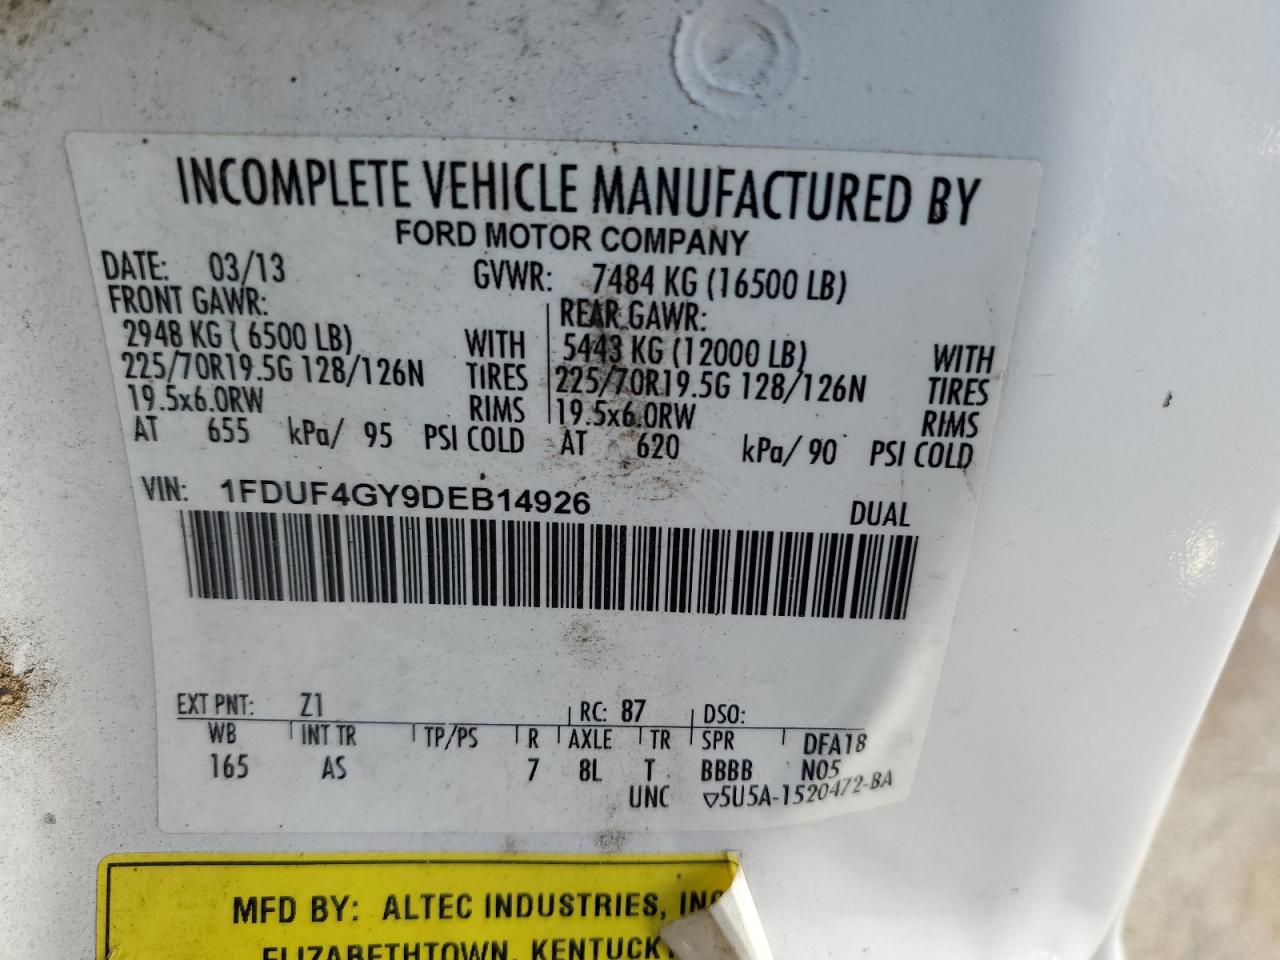 INCOMPLETE VEHICLE MANUFACTURED BY
FORD MOTOR COMPANY
DATE: 03/13 GVWR: 7484 KG (16500 LB)
FRONT GAWR: REAR GAWR:
2948 KG ( 6500 LB) WITH 5443 KG (12000 LB) WITH
225/70R19.5G 128/126N TIRES 225/70R19.5G 128/126N TIRES
19.5x6.0RW RIMS 19.5x6.0RW RIMS
AT 655 kPa/ 95 PSI COLD AT 620 kPa/ 90 PSI COLD
VIN: 1FDUF4GY9DEB14926 DUAL
EXT PNT: Z1 RC: 87 DSO:
WB INT TR TP/PS R AXLE TR SPR DFA18
165 AS 7 8L T BBBB N05
UNC ▽5U5A-1520472-BA
MFD BY: ALTEC INDUSTRIES,
ELIZABETHTOWN,